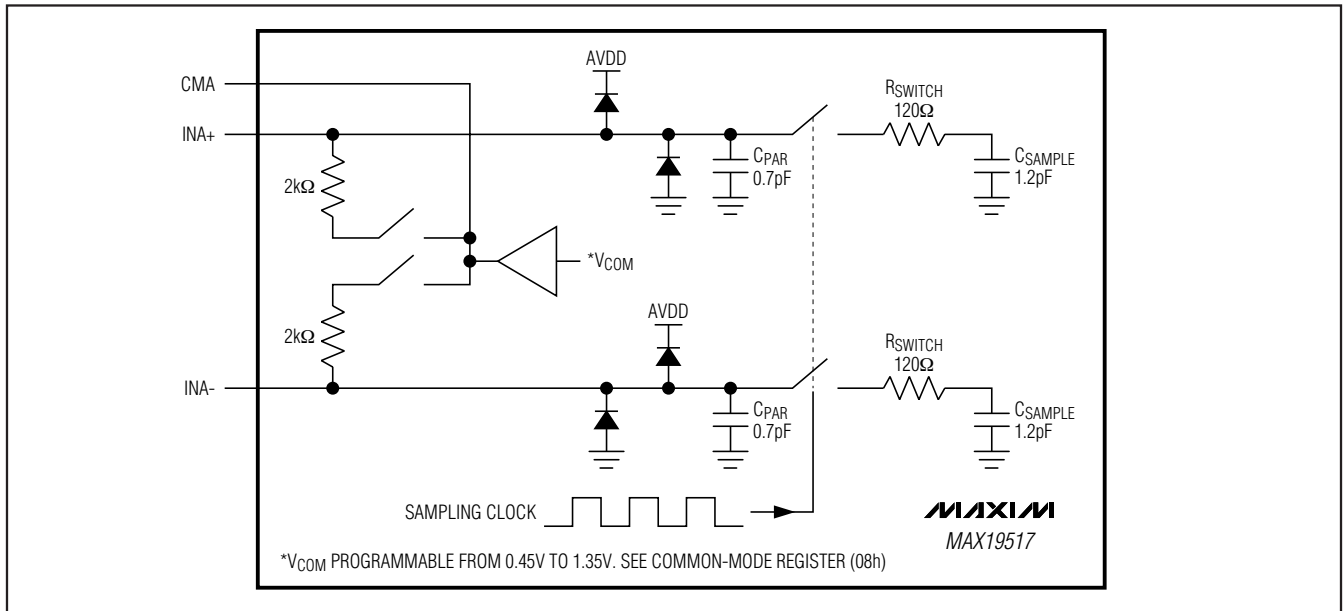 AVDD
CMA
RSWITCH
120Ω
INA+
CPAR
0.7pF
CSAMPLE
1.2pF
2kΩ
*VCOM
AVDD
2kΩ
RSWITCH
120Ω
INA-
CPAR
0.7pF
CSAMPLE
1.2pF
SAMPLING CLOCK
MAXIM
MAX19517
*VCOM PROGRAMMABLE FROM 0.45V TO 1.35V. SEE COMMON-MODE REGISTER (08h)